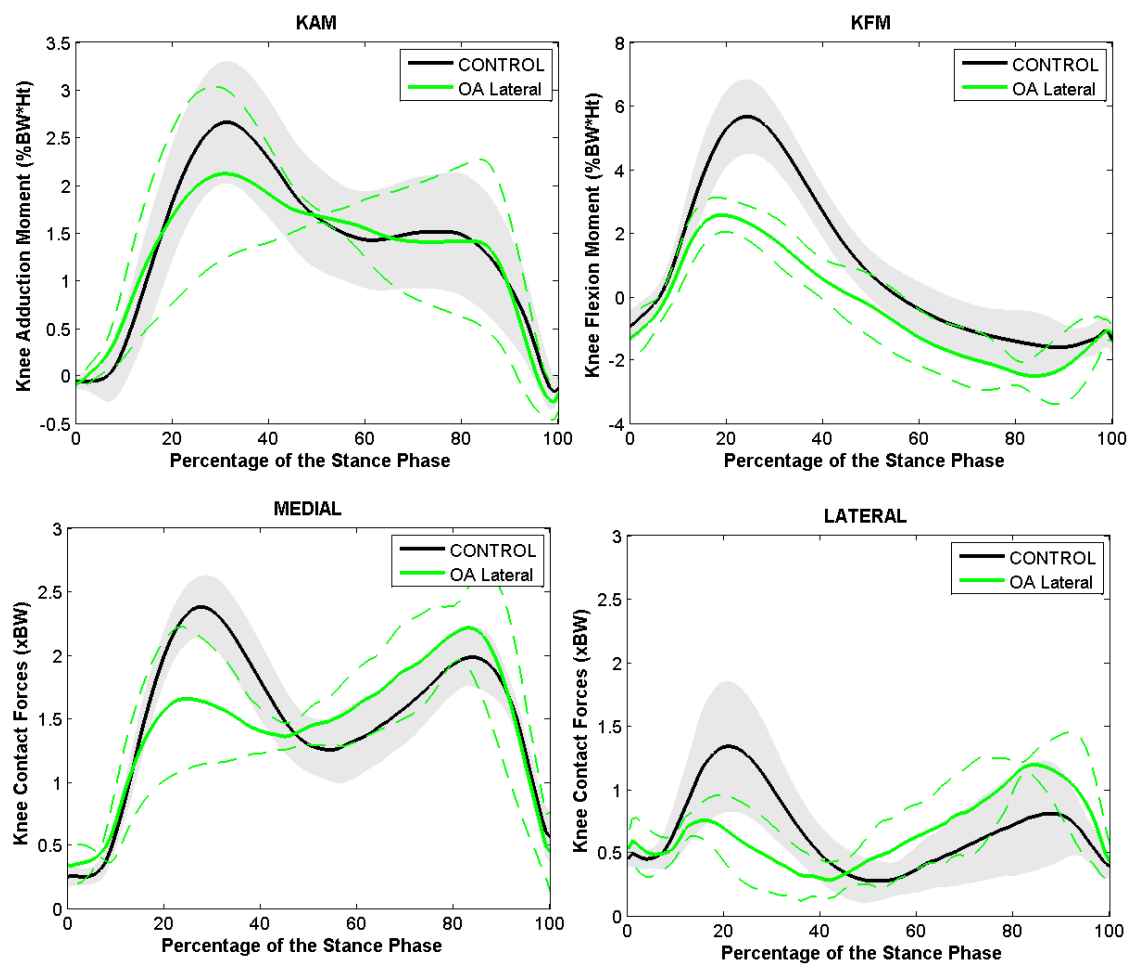 KAM
Knee Adduction Moment (%BW*Ht)
3.5
3
2.5
2
1.5
1
0.5
0
-0.5
CONTROL
OA Lateral
0 20 40 60 80 100
Percentage of the Stance Phase
KFM
Knee Flexion Moment (%BW*Ht)
8
6
4
2
0
-2
-4
CONTROL
OA Lateral
0 20 40 60 80 100
Percentage of the Stance Phase
MEDIAL
Knee Contact Forces (xBW)
3
2.5
2
1.5
1
0.5
0
CONTROL
OA Lateral
0 20 40 60 80 100
Percentage of the Stance Phase
LATERAL
Knee Contact Forces (xBW)
3
2.5
2
1.5
1
0.5
0
CONTROL
OA Lateral
0 20 40 60 80 100
Percentage of the Stance Phase